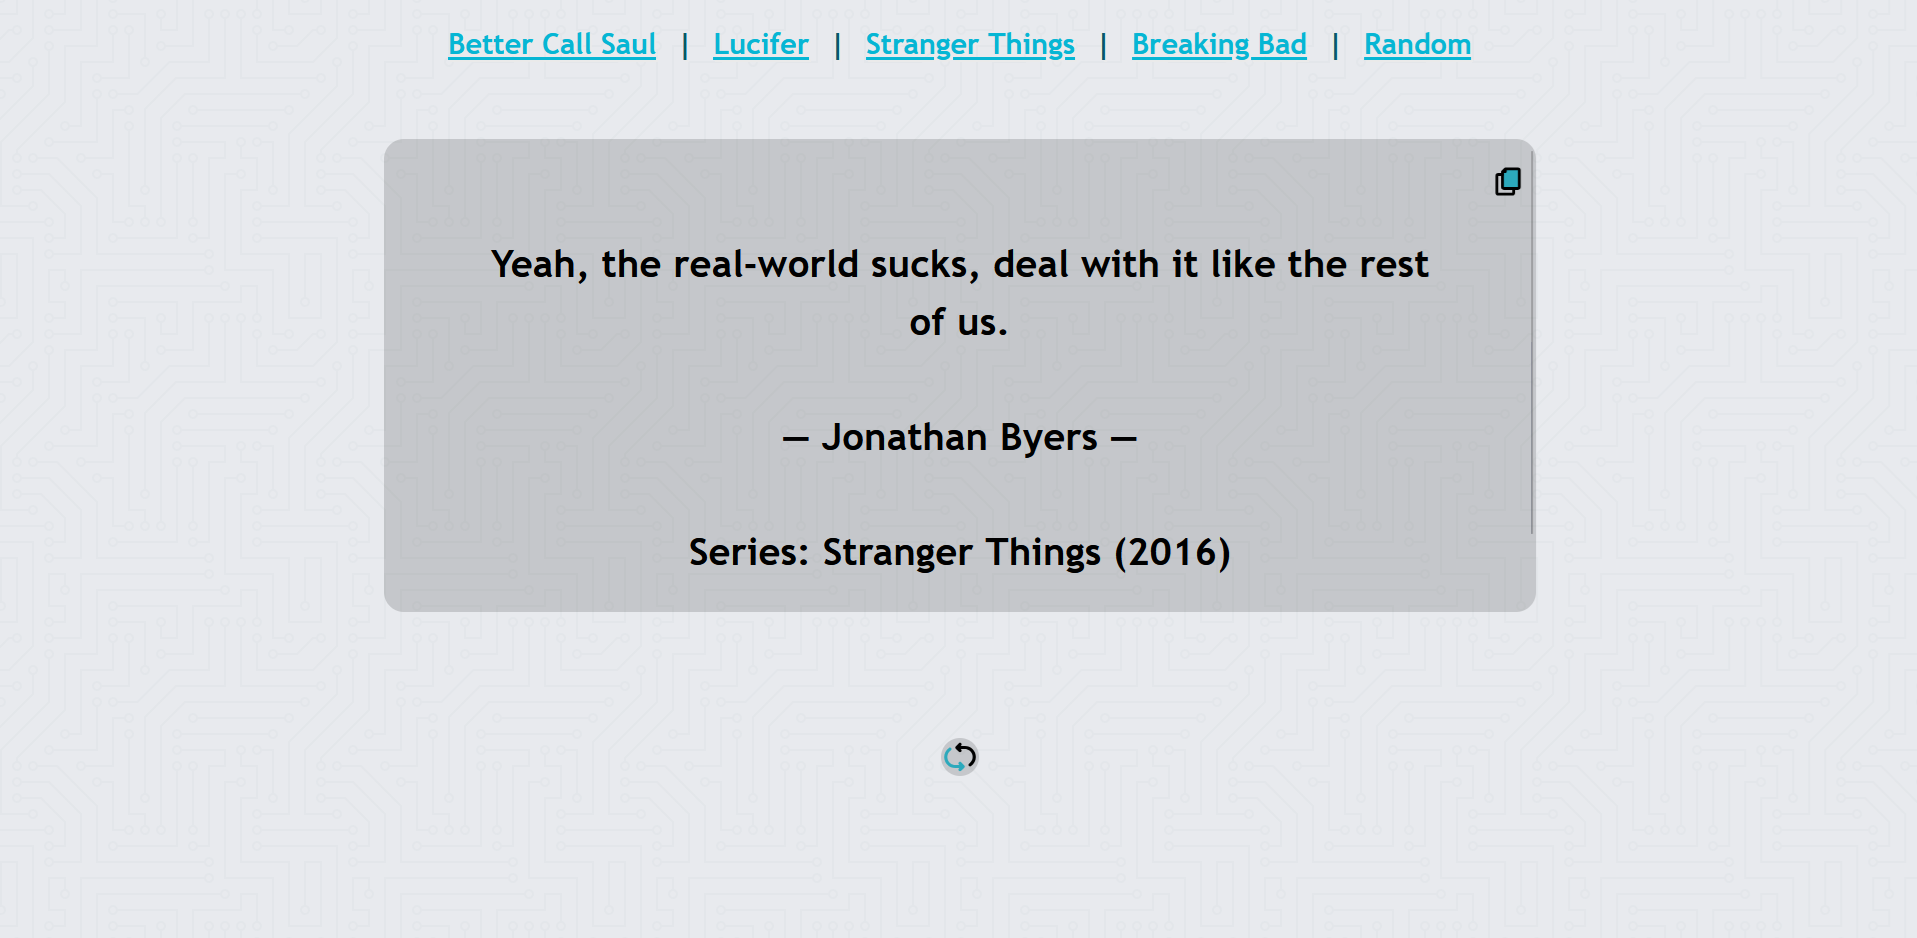 Better Call Saul | Lucifer | Stranger Things | Breaking Bad | Random
Yeah, the real-world sucks, deal with it like the rest
of us.
— Jonathan Byers —
Series: Stranger Things (2016)